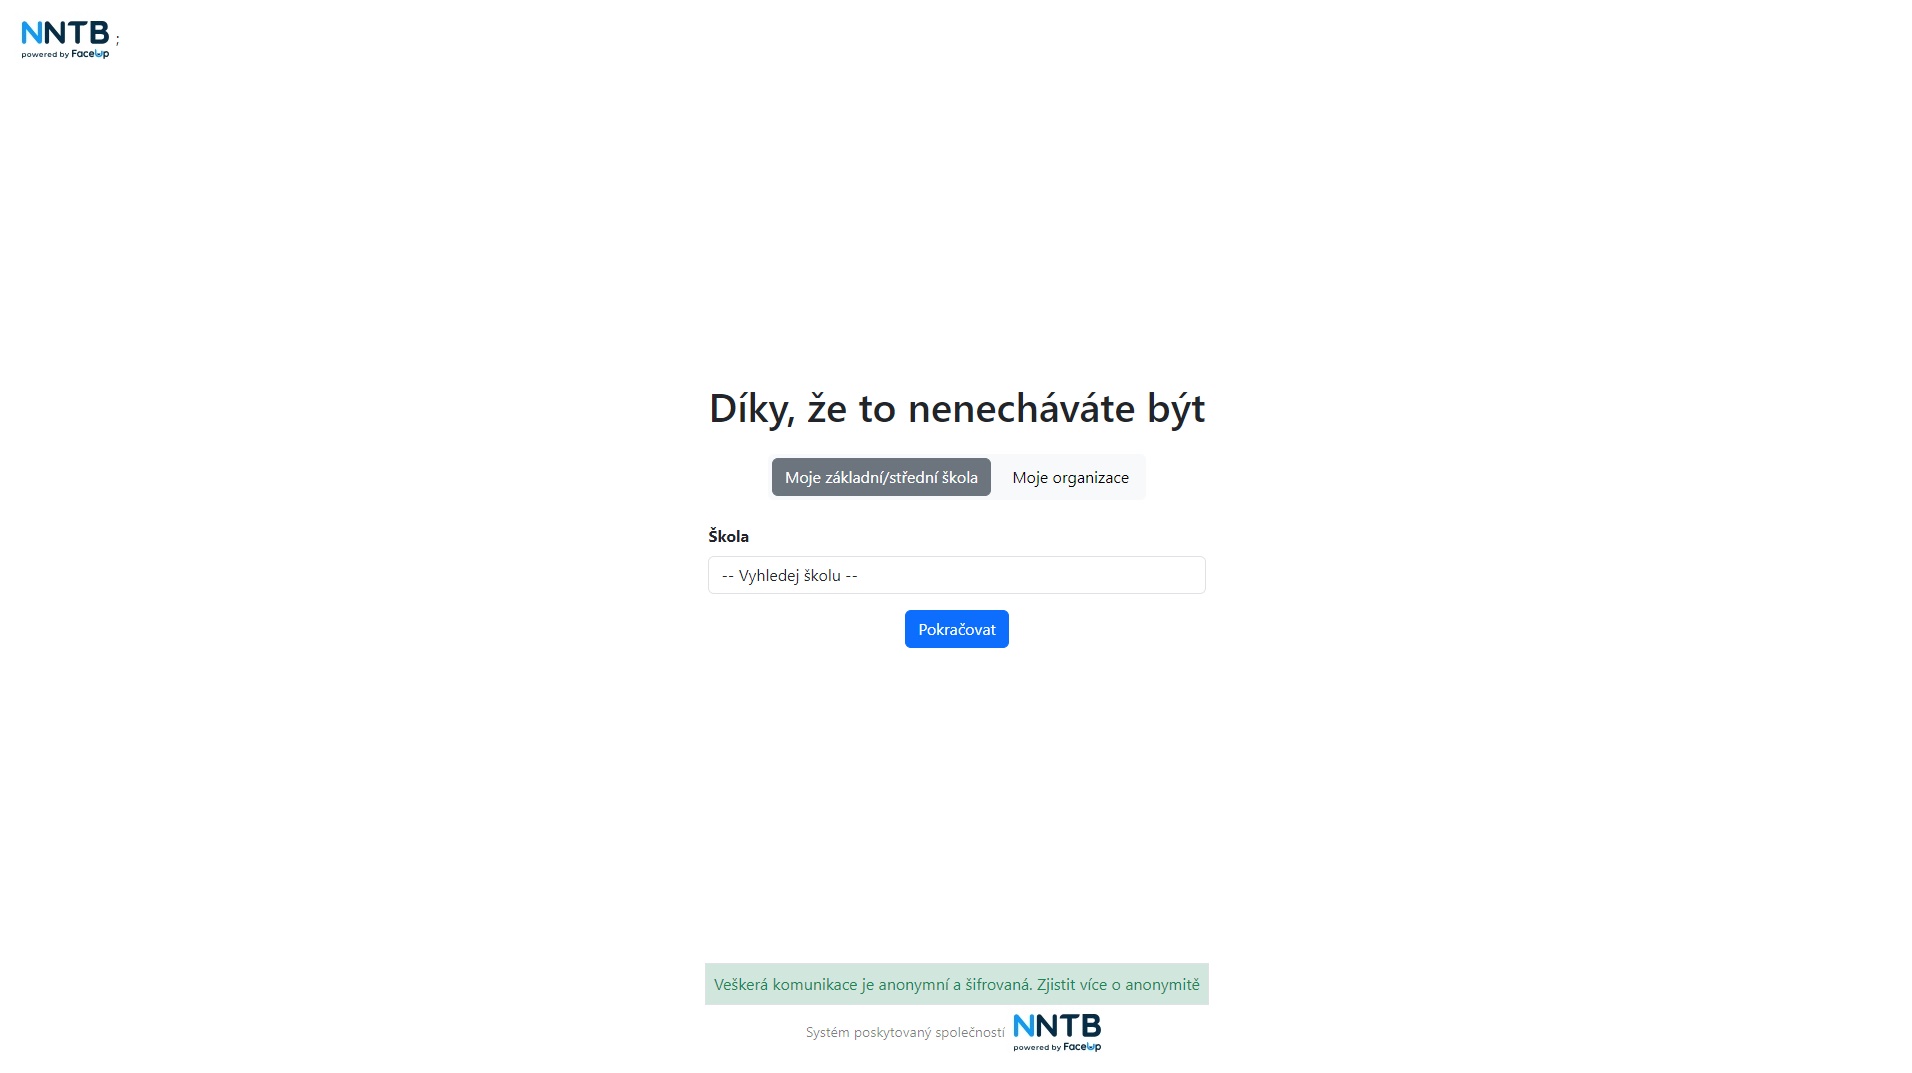 NNTB ;
powered by FaceUp
Díky, že to nenecháváte být
Moje základní/střední škola Moje organizace
Škola
-- Vyhledej školu --
Pokračovat
Veškerá komunikace je anonymní a šifrovaná. Zjistit více o anonymitě
Systém poskytovaný společností NNTB
powered by FaceUp